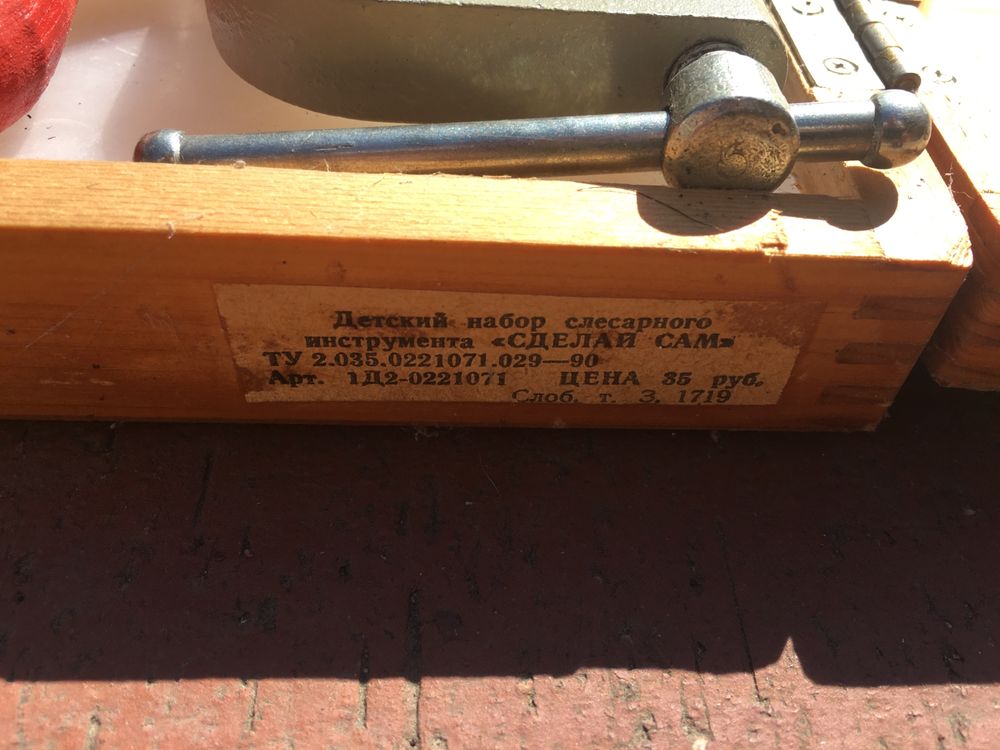 Детский набор слесарного
инструмента «СДЕЛАЙ САМ»
ТУ 2.035.0221071.029—90
Арт. 1Д2-0221071 ЦЕНА 35 руб.
Слоб. т. З. 1719